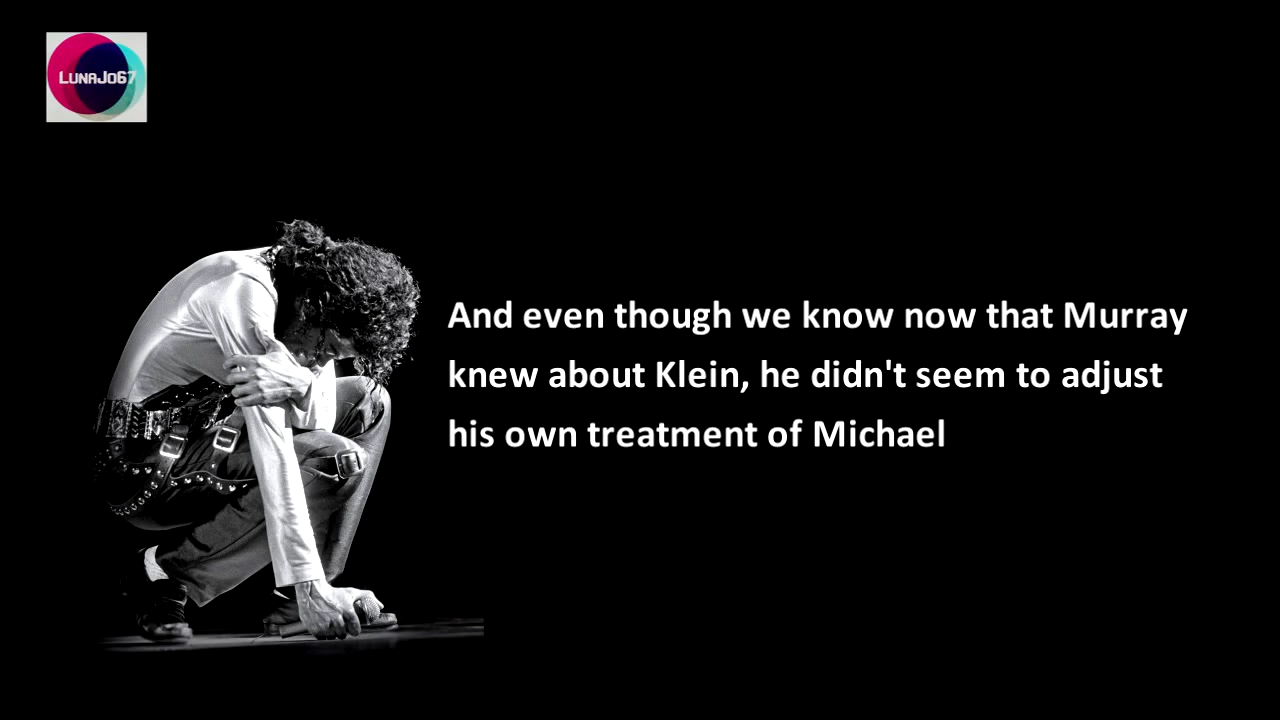 LunaJo67
And even though we know now that Murray
knew about Klein, he didn't seem to adjust
his own treatment of Michael